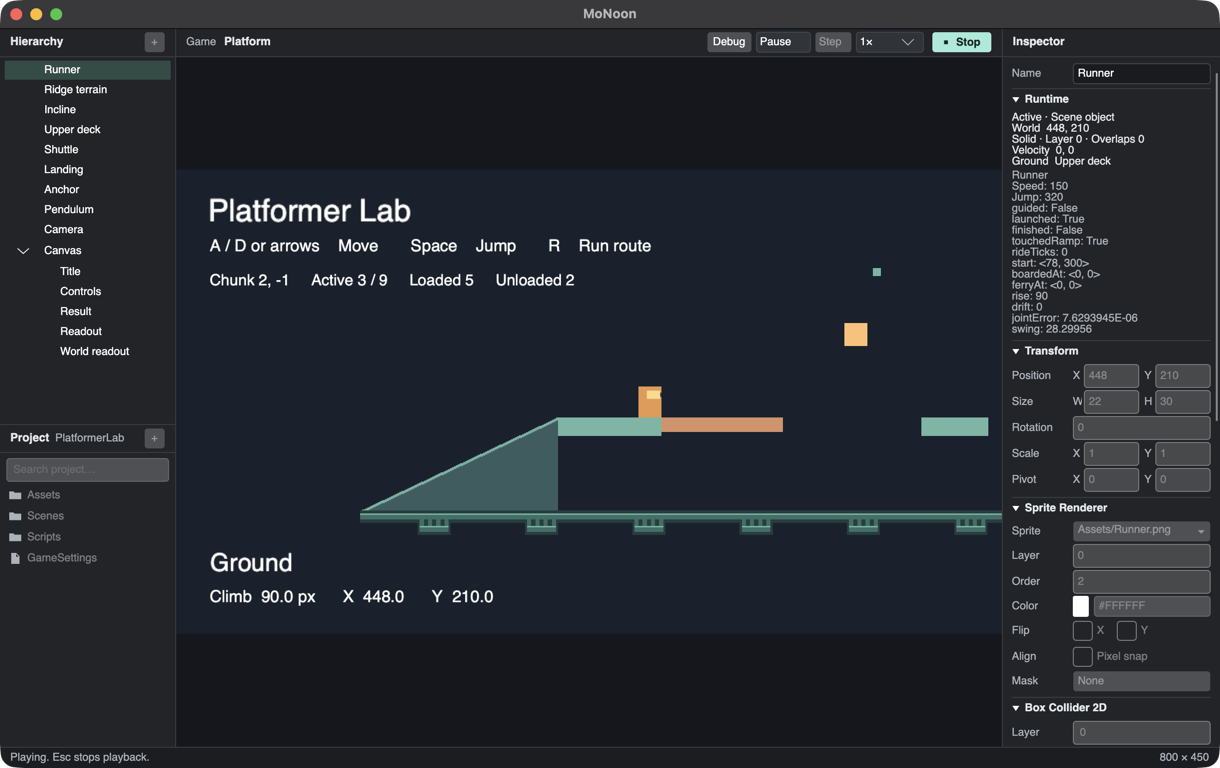 MoNoon
Hierarchy
+
Runner
Ridge terrain
Incline
Upper deck
Shuttle
Landing
Anchor
Pendulum
Camera
Canvas
Title
Controls
Result
Readout
World readout
Project PlatformerLab
+
Search project...
Assets
Scenes
Scripts
GameSettings
Game Platform
Debug Pause Step 1× Stop
Platformer Lab
A / D or arrows Move Space Jump R Run route
Chunk 2, -1 Active 3 / 9 Loaded 5 Unloaded 2
Ground
Climb 90.0 px X 448.0 Y 210.0
Inspector
Name Runner
Runtime
Active · Scene object
World 448, 210
Solid · Layer 0 · Overlaps 0
Velocity 0, 0
Ground Upper deck
Runner
Speed: 150
Jump: 320
guided: False
launched: True
finished: False
touchedRamp: True
rideTicks: 0
start: <78, 300>
boardedAt: <0, 0>
ferryAt: <0, 0>
rise: 90
drift: 0
jointError: 7.6293945E-06
swing: 28.29956
Transform
Position X 448 Y 210
Size W 22 H 30
Rotation 0
Scale X 1 Y 1
Pivot X 0 Y 0
Sprite Renderer
Sprite Assets/Runner.png
Layer 0
Order 2
Color #FFFFFF
Flip X Y
Align Pixel snap
Mask None
Box Collider 2D
Layer 0
Playing. Esc stops playback.
800 × 450